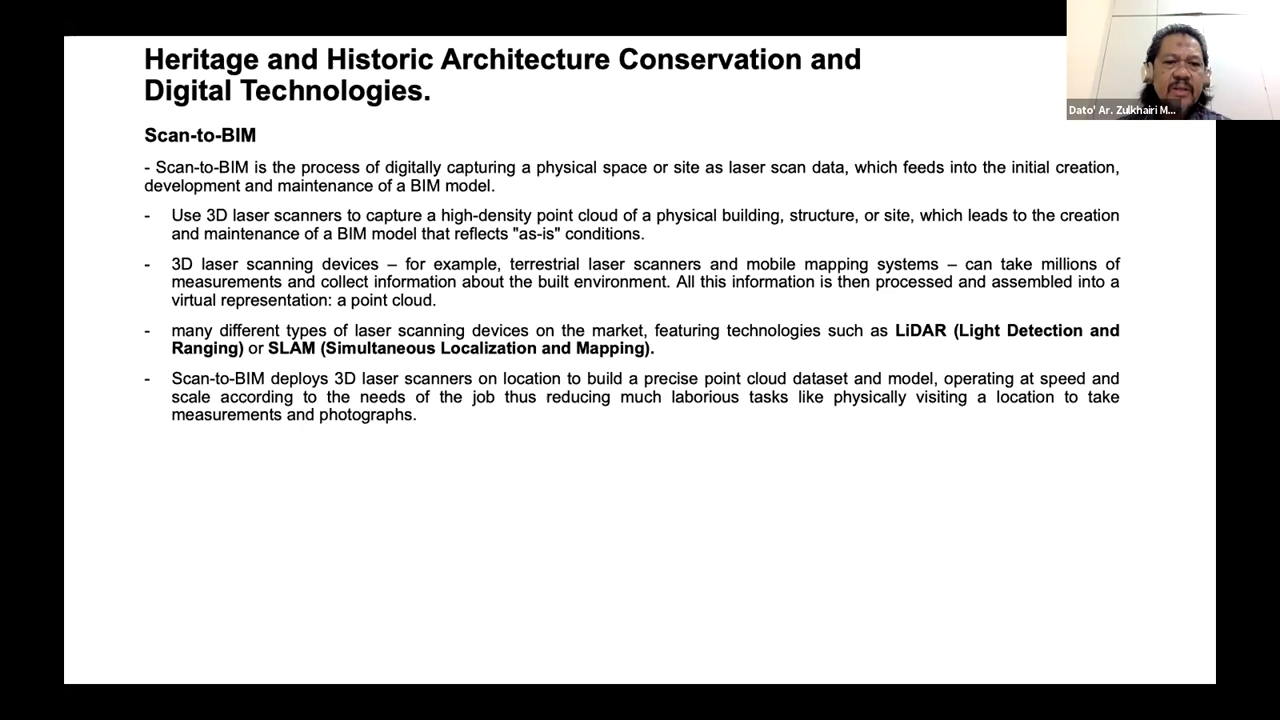 Heritage and Historic Architecture Conservation and
Digital Technologies.
Dato' Ar. Zulkhairi M...
Scan-to-BIM
- Scan-to-BIM is the process of digitally capturing a physical space or site as laser scan data, which feeds into the initial creation,
development and maintenance of a BIM model.
- Use 3D laser scanners to capture a high-density point cloud of a physical building, structure, or site, which leads to the creation
and maintenance of a BIM model that reflects "as-is" conditions.
- 3D laser scanning devices – for example, terrestrial laser scanners and mobile mapping systems – can take millions of
measurements and collect information about the built environment. All this information is then processed and assembled into a
virtual representation: a point cloud.
- many different types of laser scanning devices on the market, featuring technologies such as LiDAR (Light Detection and
Ranging) or SLAM (Simultaneous Localization and Mapping).
- Scan-to-BIM deploys 3D laser scanners on location to build a precise point cloud dataset and model, operating at speed and
scale according to the needs of the job thus reducing much laborious tasks like physically visiting a location to take
measurements and photographs.